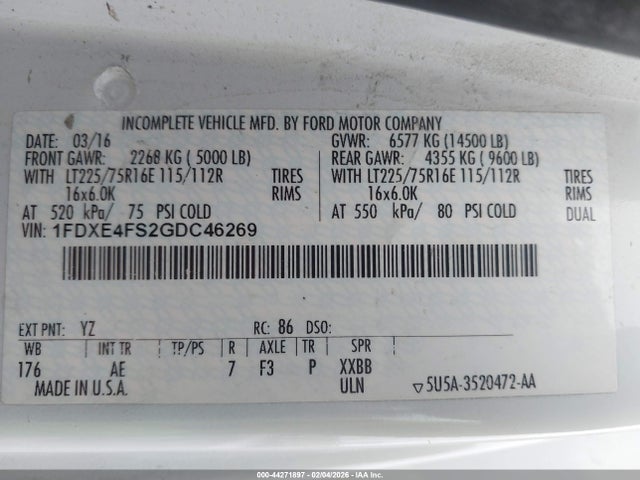 INCOMPLETE VEHICLE MFD. BY FORD MOTOR COMPANY
DATE: 03/16 GVWR: 6577 KG (14500 LB)
FRONT GAWR: 2268 KG ( 5000 LB) REAR GAWR: 4355 KG ( 9600 LB)
WITH LT225/75R16E 115/112R TIRES WITH LT225/75R16E 115/112R TIRES
16x6.0K RIMS 16x6.0K RIMS
AT 520 kPa/ 75 PSI COLD AT 550 kPa/ 80 PSI COLD DUAL
VIN: 1FDXE4FS2GDC46269
EXT PNT: YZ RC: 86 DSO:
WB INT TR TP/PS R AXLE TR SPR
176 AE 7 F3 P XXBB
MADE IN U.S.A. ULN ▽5U5A-3520472-AA
000-44271897 - 02/04/2026 - IAA Inc.